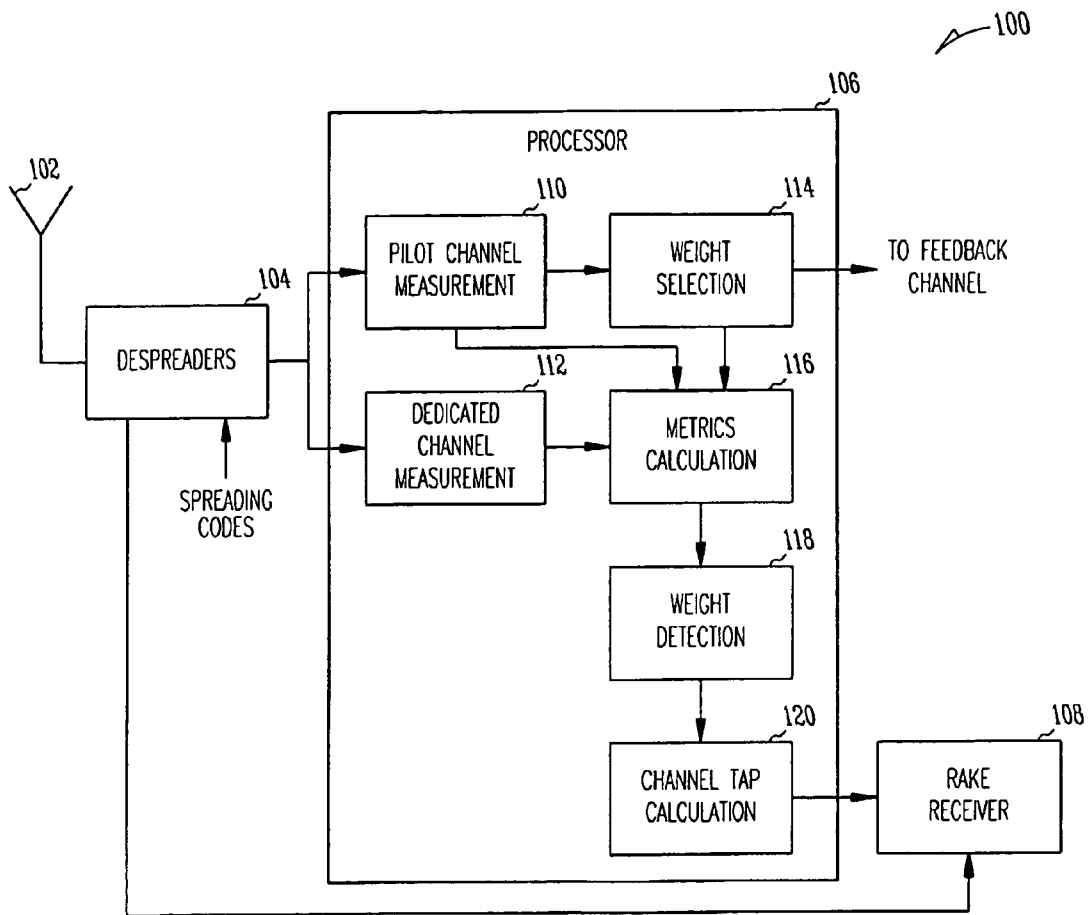 100
106
PROCESSOR
102
110
114
PILOT CHANNEL
MEASUREMENT
WEIGHT
SELECTION
TO FEEDBACK
CHANNEL
104
DESPREADERS
112
116
DEDICATED
CHANNEL
MEASUREMENT
METRICS
CALCULATION
SPREADING
CODES
118
WEIGHT
DETECTION
120
108
CHANNEL TAP
CALCULATION
RAKE
RECEIVER